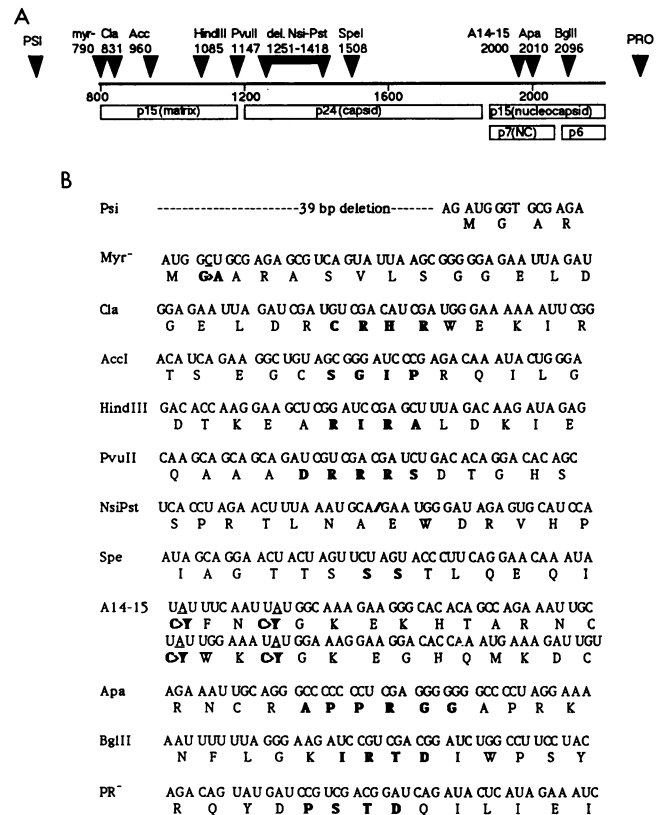 A
PSI myr- Cla Acc HindIII PvuII del. Nsi-Pst SpeI A14-15 Apa BglII PRO
790 831 960 1085 1147 1251-1418 1508 2000 2010 2096
800 1200 1600 2000
p15(matrix) p24(capsid) p15(nucleocapsid)
p7(NC) p6
B
Psi ----------------------39 bp deletion------- AG AUG GGT GCG AGA
M G A R
Myr⁻ AUG GCU GCG AGA GCG UCA GUA UUA AGC GGG GGA GAA UUA GAU
M G>A A R A S V L S G G E L D
Cla GGA GAA UUA GAU CGA UGU CGA CAU CGA UGG GAA AAA AUU CGG
G E L D R C R H R W E K I R
AccI ACA UCA GAA GGC UGU AGC GGG AUC CCG AGA CAA AUA CUG GGA
T S E G C S G I P R Q I L G
HindIII GAC ACC AAG GAA GCU CGG AUC CGA GCU UUA GAC AAG AUA GAG
D T K E A R I R A L D K I E
PvuII CAA GCA GCA GCA GAU CGU CGA CGA UCU GAC ACA GGA CAC AGC
Q A A A D R R R S D T G H S
NsiPst UCA CCU AGA ACU UUA AAU GCA/GAA UGG GAU AGA GUG CAU CCA
S P R T L N A E W D R V H P
Spe AUA GCA GGA ACU ACU AGU UCU AGU ACC CUU CAG GAA CAA AUA
I A G T T S S S T L Q E Q I
A14-15 UAU UUC AAU UAU GGC AAA GAA GGG CAC ACA GCC AGA AAU UGC
C>Y F N C>Y G K E K H T A R N C
UAU UGG AAA UAU GGA AAG GAA GGA CAC CAA AUG AAA GAU UGU
C>Y W K C>Y G K E G H Q M K D C
Apa AGA AAU UGC AGG GCC CCC CCU CGA GGG GGG GCC CCU AGG AAA
R N C R A P P R G G A P R K
BglII AAU UUU UUA GGG AAG AUC CGU CGA CGG AUC UGG CCU UCC UAC
N F L G K I R T D I W P S Y
PR⁻ AGA CAG UAU GAU CCG UCG ACG GAU CAG AUA CUC AUA GAA AUC
R Q Y D P S T D Q I L I E I